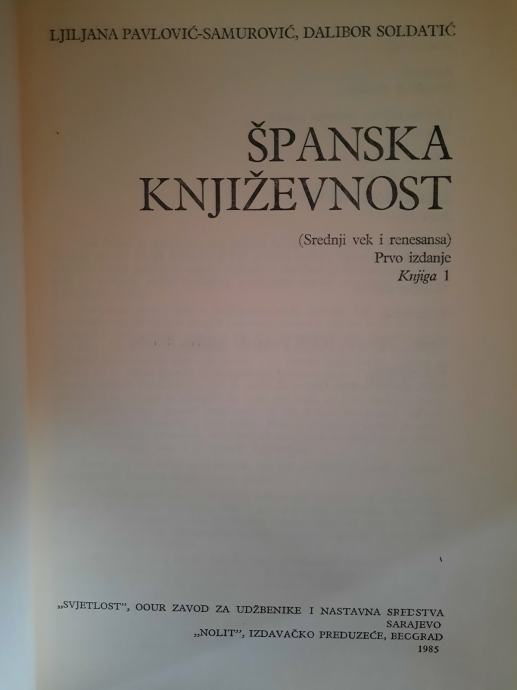 LJILJANA PAVLOVIĆ-SAMUROVIĆ, DALIBOR SOLDATIĆ
ŠPANSKA
KNJIŽEVNOST
(Srednji vek i renesansa)
Prvo izdanje
Knjiga 1
„SVJETLOST”, OOUR ZAVOD ZA UDŽBENIKE I NASTAVNA SREDSTVA
SARAJEVO
„NOLIT”, IZDAVAČKO PREDUZEĆE, BEOGRAD
1985